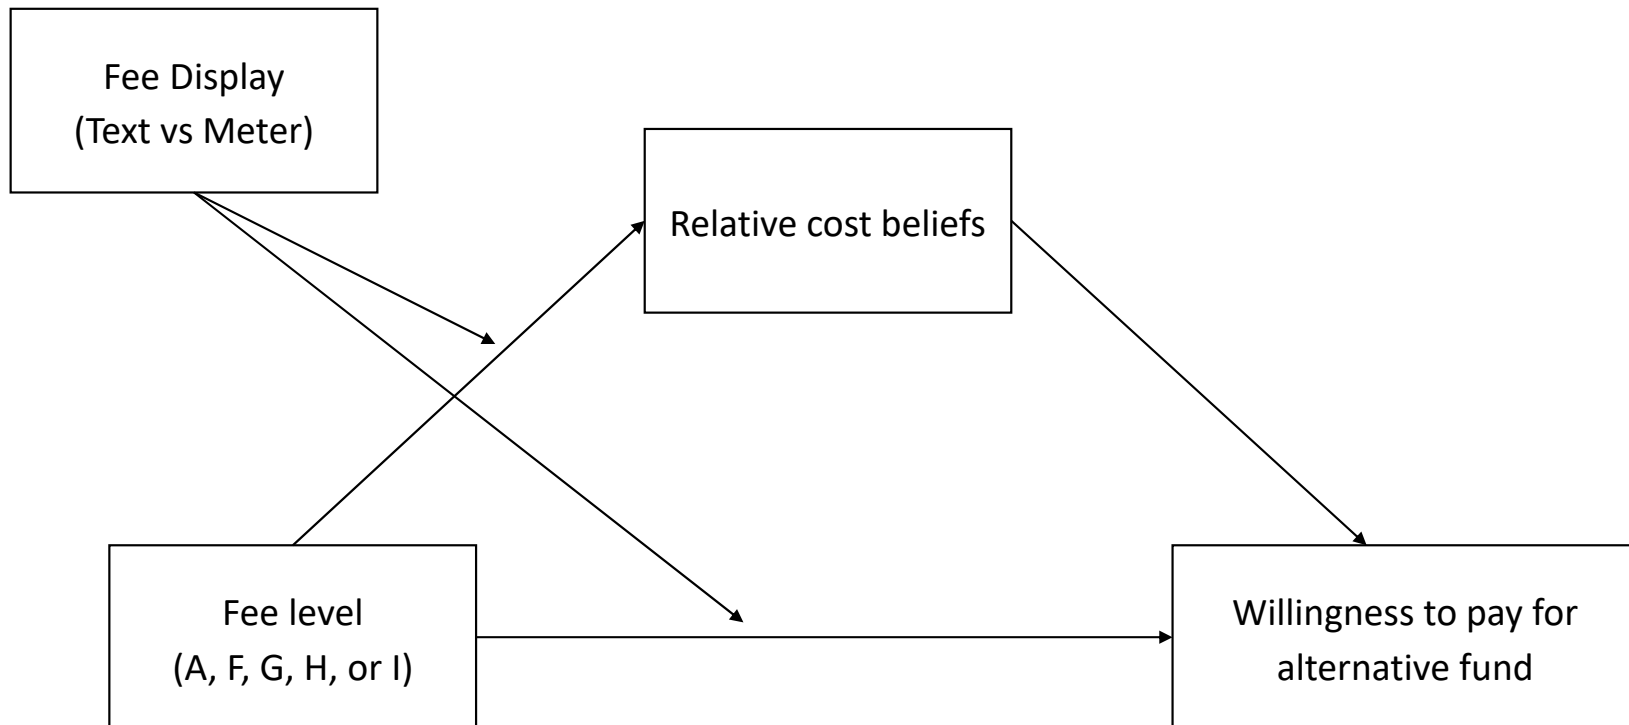 Fee Display
(Text vs Meter)
Relative cost beliefs
Fee level
(A, F, G, H, or I)
Willingness to pay for
alternative fund